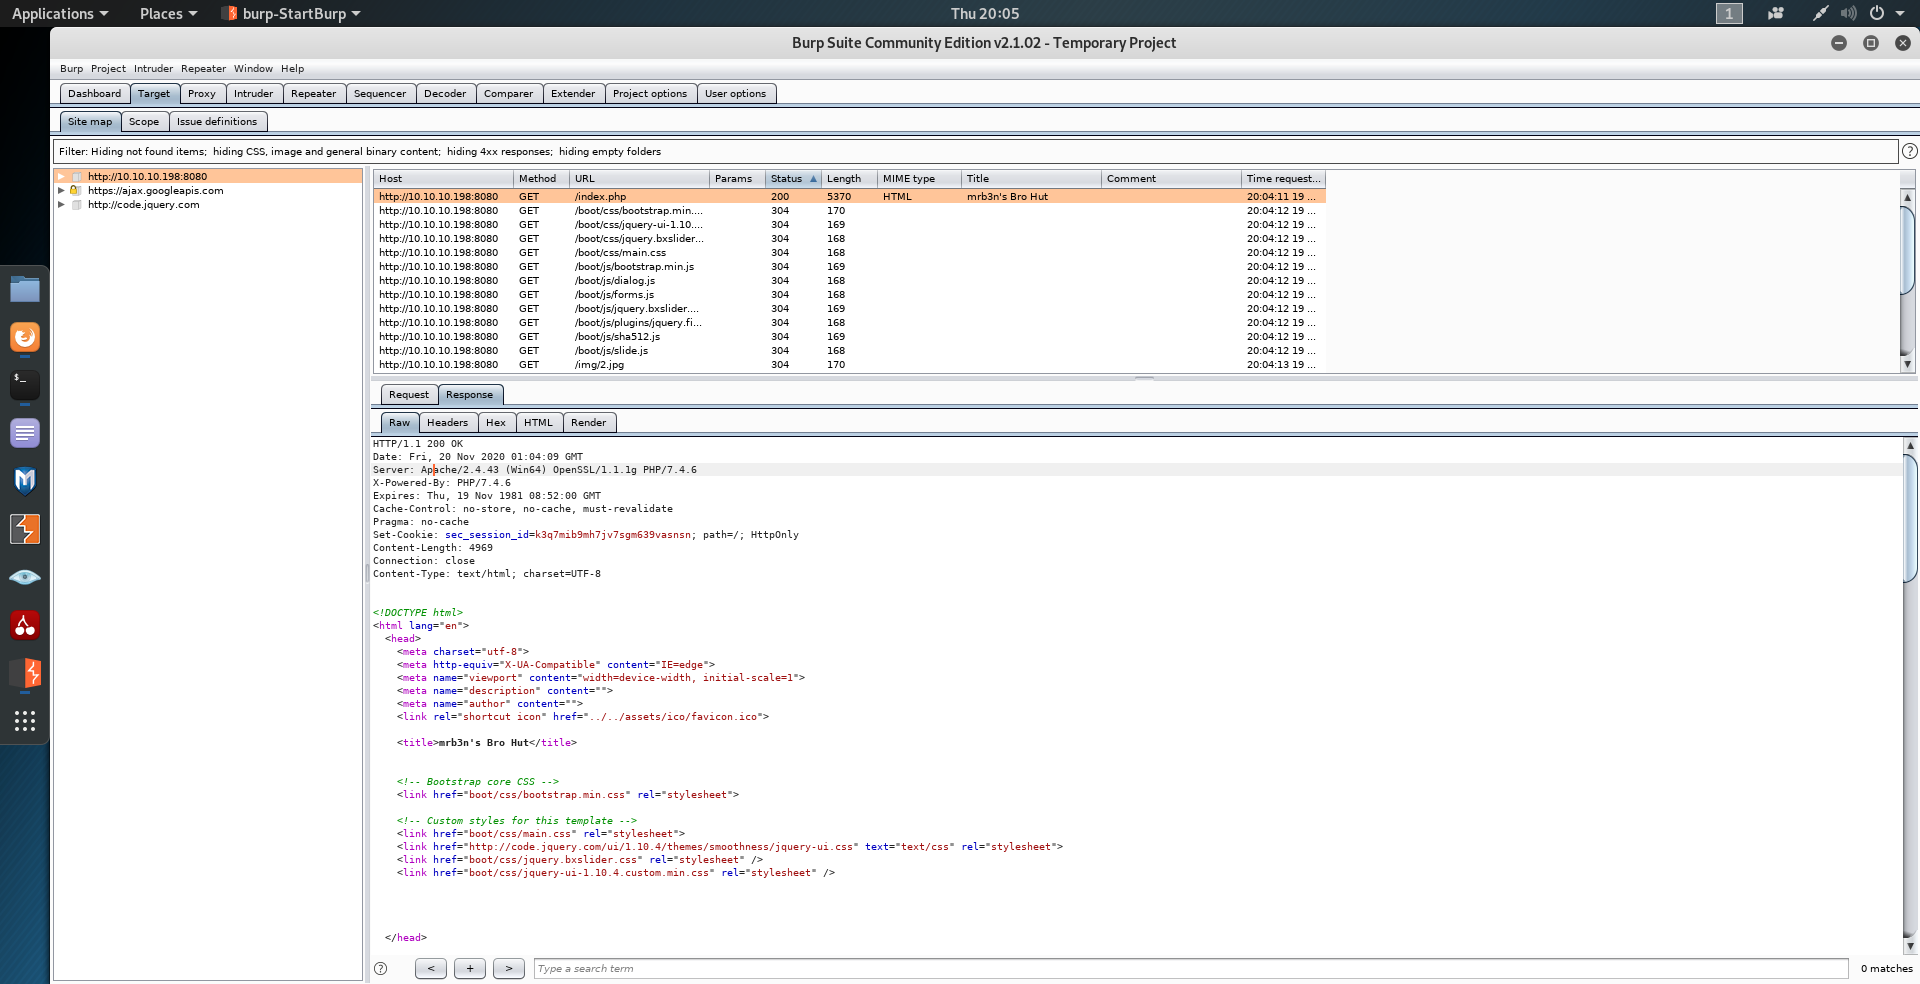 Applications Places burp-StartBurp Thu 20:05 1
Burp Suite Community Edition v2.1.02 - Temporary Project
Burp Project Intruder Repeater Window Help
Dashboard Target Proxy Intruder Repeater Sequencer Decoder Comparer Extender Project options User options
Site map Scope Issue definitions
Filter: Hiding not found items; hiding CSS, image and general binary content; hiding 4xx responses; hiding empty folders ?
http://10.10.10.198:8080
https://ajax.googleapis.com
http://code.jquery.com
Host Method URL Params Status Length MIME type Title Comment Time request...
http://10.10.10.198:8080 GET /index.php 200 5370 HTML mrb3n's Bro Hut 20:04:11 19 ...
http://10.10.10.198:8080 GET /boot/css/bootstrap.min.... 304 170 20:04:12 19 ...
http://10.10.10.198:8080 GET /boot/css/jquery-ui-1.10.... 304 169 20:04:12 19 ...
http://10.10.10.198:8080 GET /boot/css/jquery.bxslider... 304 168 20:04:12 19 ...
http://10.10.10.198:8080 GET /boot/css/main.css 304 168 20:04:12 19 ...
http://10.10.10.198:8080 GET /boot/js/bootstrap.min.js 304 169 20:04:12 19 ...
http://10.10.10.198:8080 GET /boot/js/dialog.js 304 168 20:04:12 19 ...
http://10.10.10.198:8080 GET /boot/js/forms.js 304 168 20:04:12 19 ...
http://10.10.10.198:8080 GET /boot/js/jquery.bxslider.... 304 169 20:04:12 19 ...
http://10.10.10.198:8080 GET /boot/js/plugins/jquery.fi... 304 168 20:04:12 19 ...
http://10.10.10.198:8080 GET /boot/js/sha512.js 304 169 20:04:12 19 ...
http://10.10.10.198:8080 GET /boot/js/slide.js 304 168 20:04:12 19 ...
http://10.10.10.198:8080 GET /img/2.jpg 304 170 20:04:13 19 ...
Request Response
Raw Headers Hex HTML Render
HTTP/1.1 200 OK
Date: Fri, 20 Nov 2020 01:04:09 GMT
Server: Apache/2.4.43 (Win64) OpenSSL/1.1.1g PHP/7.4.6
X-Powered-By: PHP/7.4.6
Expires: Thu, 19 Nov 1981 08:52:00 GMT
Cache-Control: no-store, no-cache, must-revalidate
Pragma: no-cache
Set-Cookie: sec_session_id=k3q7mib9mh7jv7sgm639vasnsn; path=/; HttpOnly
Content-Length: 4969
Connection: close
Content-Type: text/html; charset=UTF-8
<!DOCTYPE html>
<html lang="en">
<head>
<meta charset="utf-8">
<meta http-equiv="X-UA-Compatible" content="IE=edge">
<meta name="viewport" content="width=device-width, initial-scale=1">
<meta name="description" content="">
<meta name="author" content="">
<link rel="shortcut icon" href="../../assets/ico/favicon.ico">
<title>mrb3n's Bro Hut</title>
<!-- Bootstrap core CSS -->
<link href="boot/css/bootstrap.min.css" rel="stylesheet">
<!-- Custom styles for this template -->
<link href="boot/css/main.css" rel="stylesheet">
<link href="http://code.jquery.com/ui/1.10.4/themes/smoothness/jquery-ui.css" text="text/css" rel="stylesheet">
<link href="boot/css/jquery.bxslider.css" rel="stylesheet" />
<link href="boot/css/jquery-ui-1.10.4.custom.min.css" rel="stylesheet" />
</head>
? < + > Type a search term 0 matches